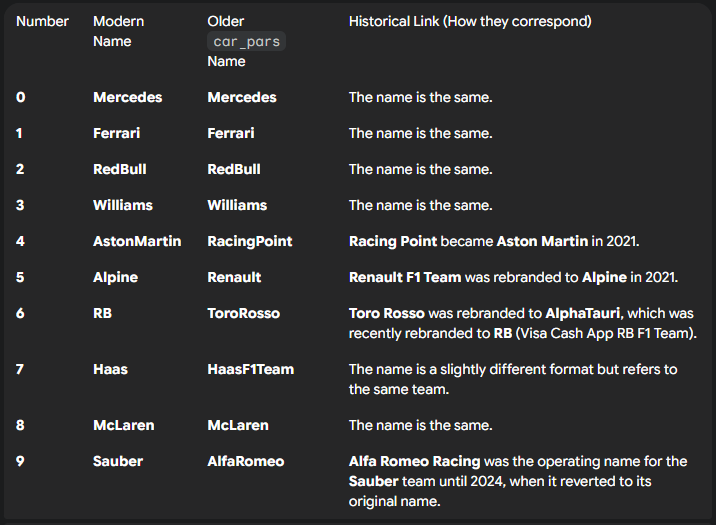 Number Modern Name Older car_pars Name Historical Link (How they correspond)
0 Mercedes Mercedes The name is the same.
1 Ferrari Ferrari The name is the same.
2 RedBull RedBull The name is the same.
3 Williams Williams The name is the same.
4 AstonMartin RacingPoint Racing Point became Aston Martin in 2021.
5 Alpine Renault Renault F1 Team was rebranded to Alpine in 2021.
6 RB ToroRosso Toro Rosso was rebranded to AlphaTauri, which was
recently rebranded to RB (Visa Cash App RB F1 Team).
7 Haas HaasF1Team The name is a slightly different format but refers to
the same team.
8 McLaren McLaren The name is the same.
9 Sauber AlfaRomeo Alfa Romeo Racing was the operating name for the
Sauber team until 2024, when it reverted to its
original name.